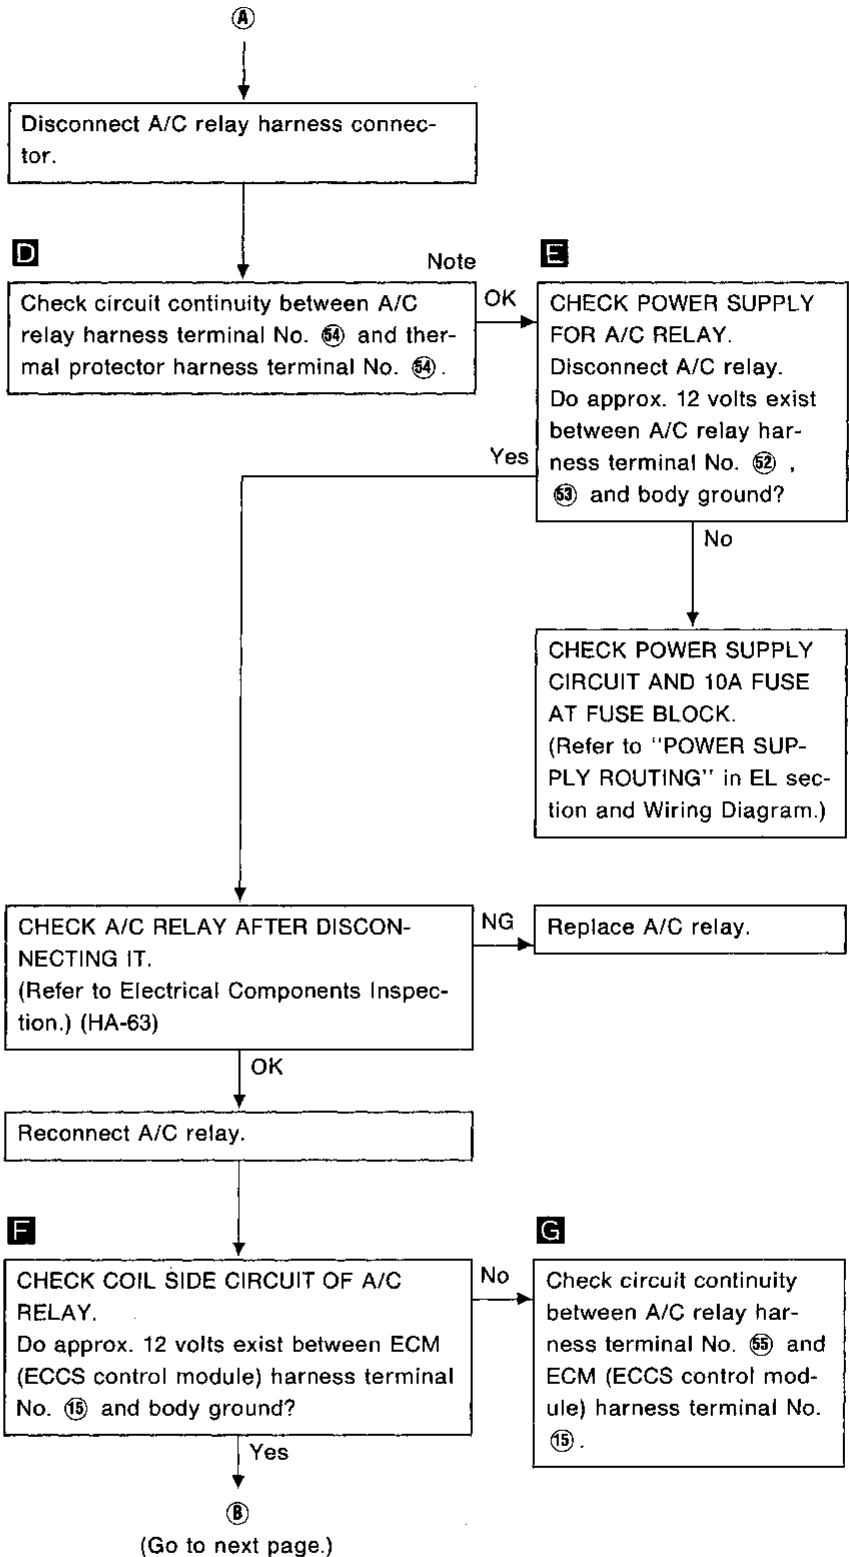 Ⓐ
Disconnect A/C relay harness connec-
tor.
D
Note
Check circuit continuity between A/C
relay harness terminal No. 54 and ther-
mal protector harness terminal No. 54.
OK
E
CHECK POWER SUPPLY
FOR A/C RELAY.
Disconnect A/C relay.
Do approx. 12 volts exist
between A/C relay har-
ness terminal No. 52 ,
53 and body ground?
Yes
No
CHECK POWER SUPPLY
CIRCUIT AND 10A FUSE
AT FUSE BLOCK.
(Refer to "POWER SUP-
PLY ROUTING" in EL sec-
tion and Wiring Diagram.)
CHECK A/C RELAY AFTER DISCON-
NECTING IT.
(Refer to Electrical Components Inspec-
tion.) (HA-63)
NG
Replace A/C relay.
OK
Reconnect A/C relay.
F
CHECK COIL SIDE CIRCUIT OF A/C
RELAY.
Do approx. 12 volts exist between ECM
(ECCS control module) harness terminal
No. ⑮ and body ground?
No
G
Check circuit continuity
between A/C relay har-
ness terminal No. 55 and
ECM (ECCS control mod-
ule) harness terminal No.
⑮.
Yes
Ⓑ
(Go to next page.)